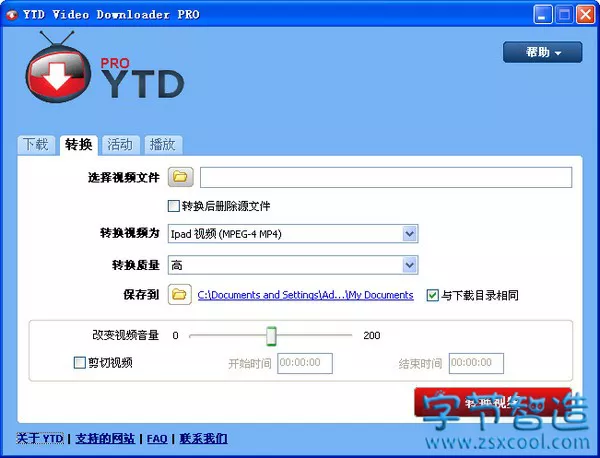 YTD Video Downloader PRO
帮助
PRO
YTD
下载 转换 活动 播放
选择视频文件
转换后删除源文件
转换视频为 Ipad 视频 (MPEG-4 MP4)
转换质量 高
保存到 C:\Documents and Settings\Ad...\My Documents 与下载目录相同
改变视频音量 0 200
剪切视频 开始时间 00:00:00 结束时间 00:00:00
字节智造
www.zsxcool.com
关于 YTD | 支持的网站 | FAQ | 联系我们